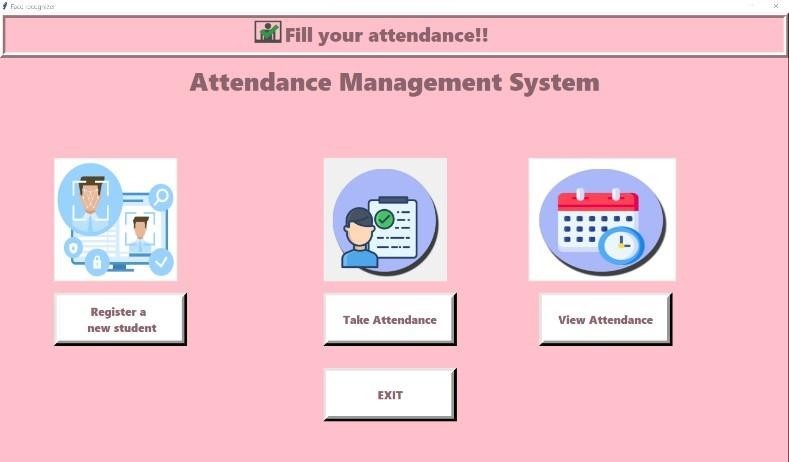 Face recognizer
Fill your attendance!!
Attendance Management System
Register a
new student
Take Attendance
View Attendance
EXIT